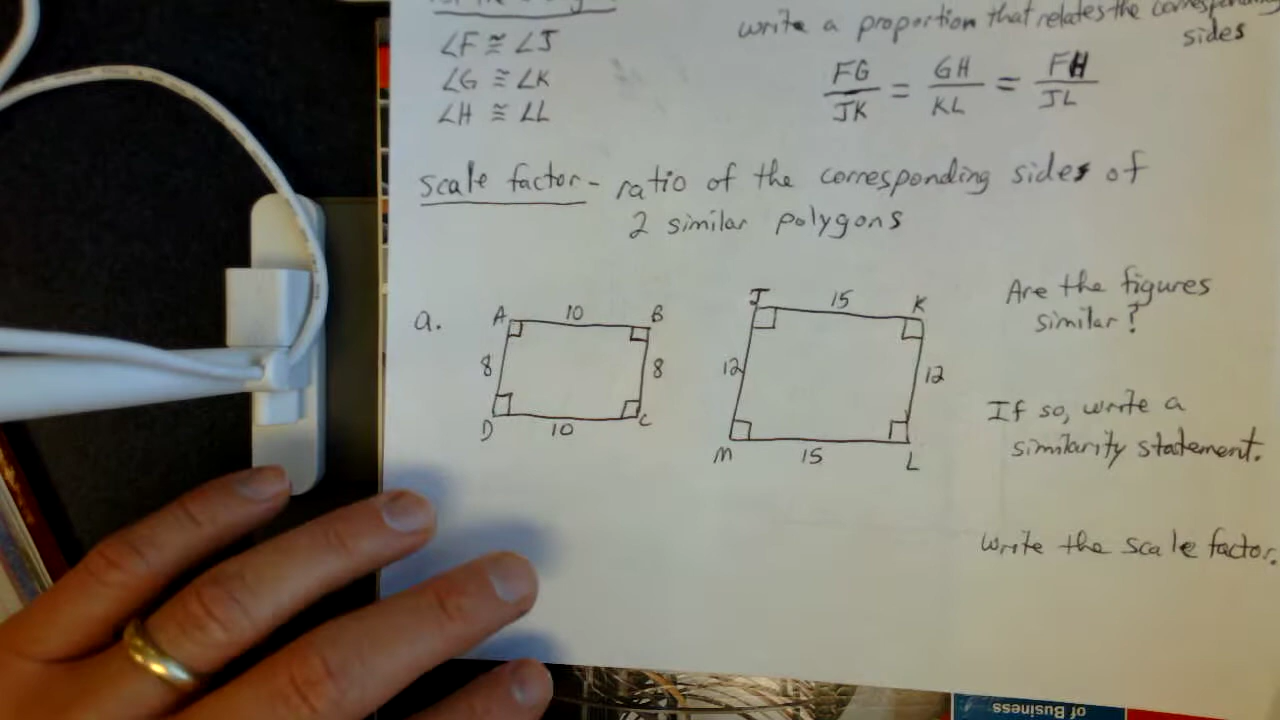 write a proportion that relates the corresponding
sides
∠F ≅ ∠J
∠G ≅ ∠K
∠H ≅ ∠L
FG/JK = GH/KL = FH/JL
scale factor - ratio of the corresponding sides of
2 similar polygons
a.
A 10 B
8 8
D 10 C
J 15 K
12 12
M 15 L
Are the figures
similar?
If so, write a
similarity statement.
Write the scale factor.
of Business